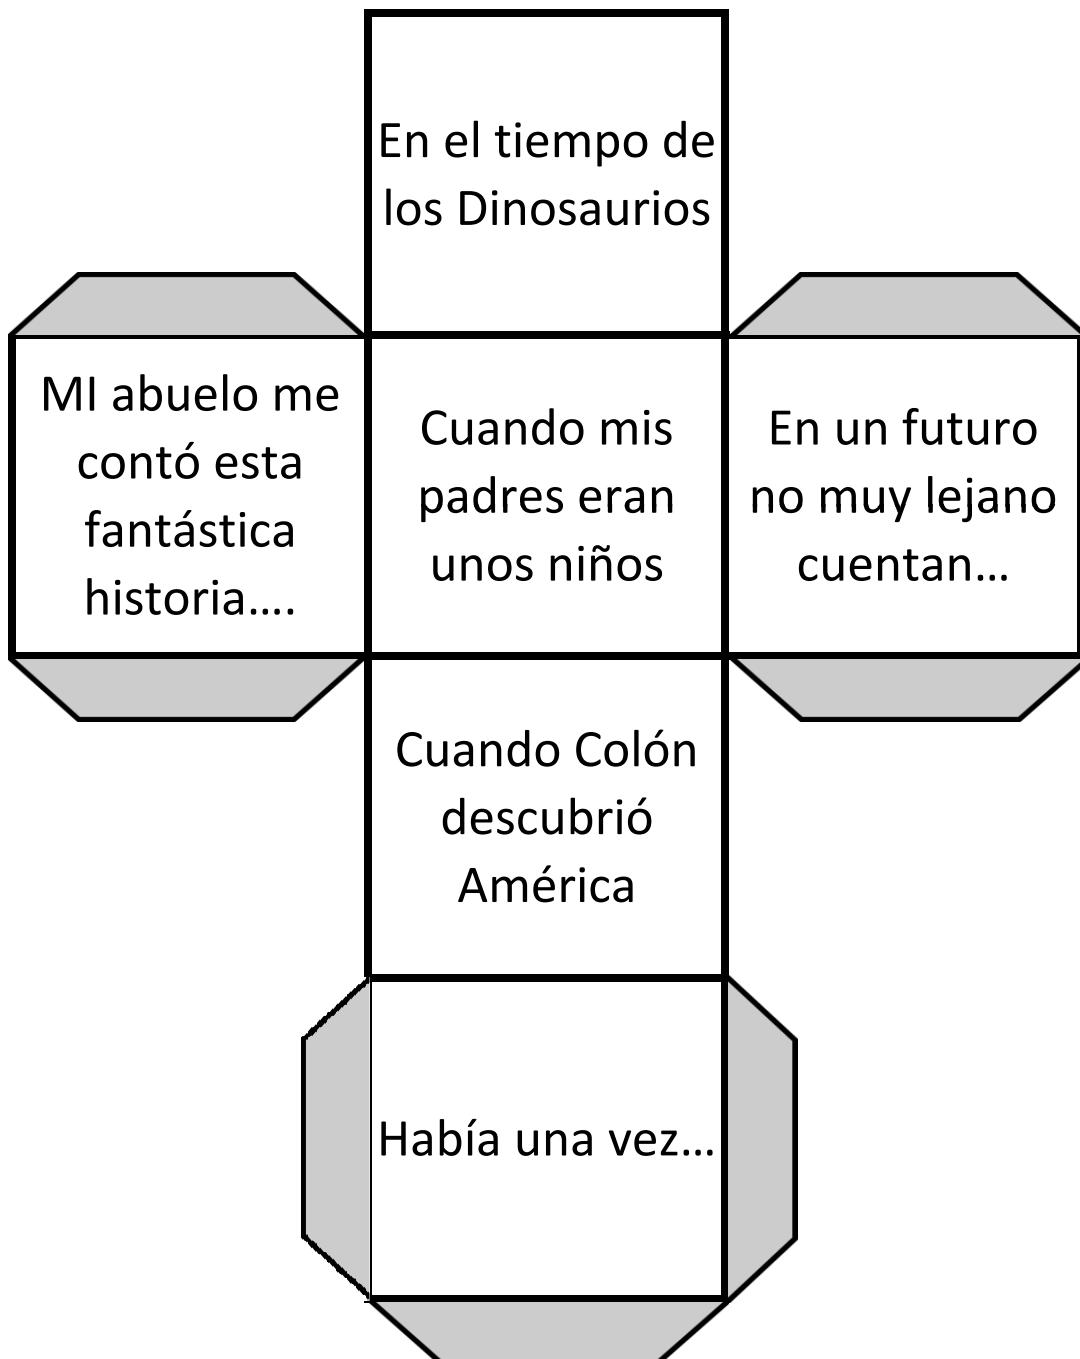 En el tiempo de
los Dinosaurios
MI abuelo me
contó esta
fantástica
historia....
Cuando mis
padres eran
unos niños
En un futuro
no muy lejano
cuentan...
Cuando Colón
descubrió
América
Había una vez...